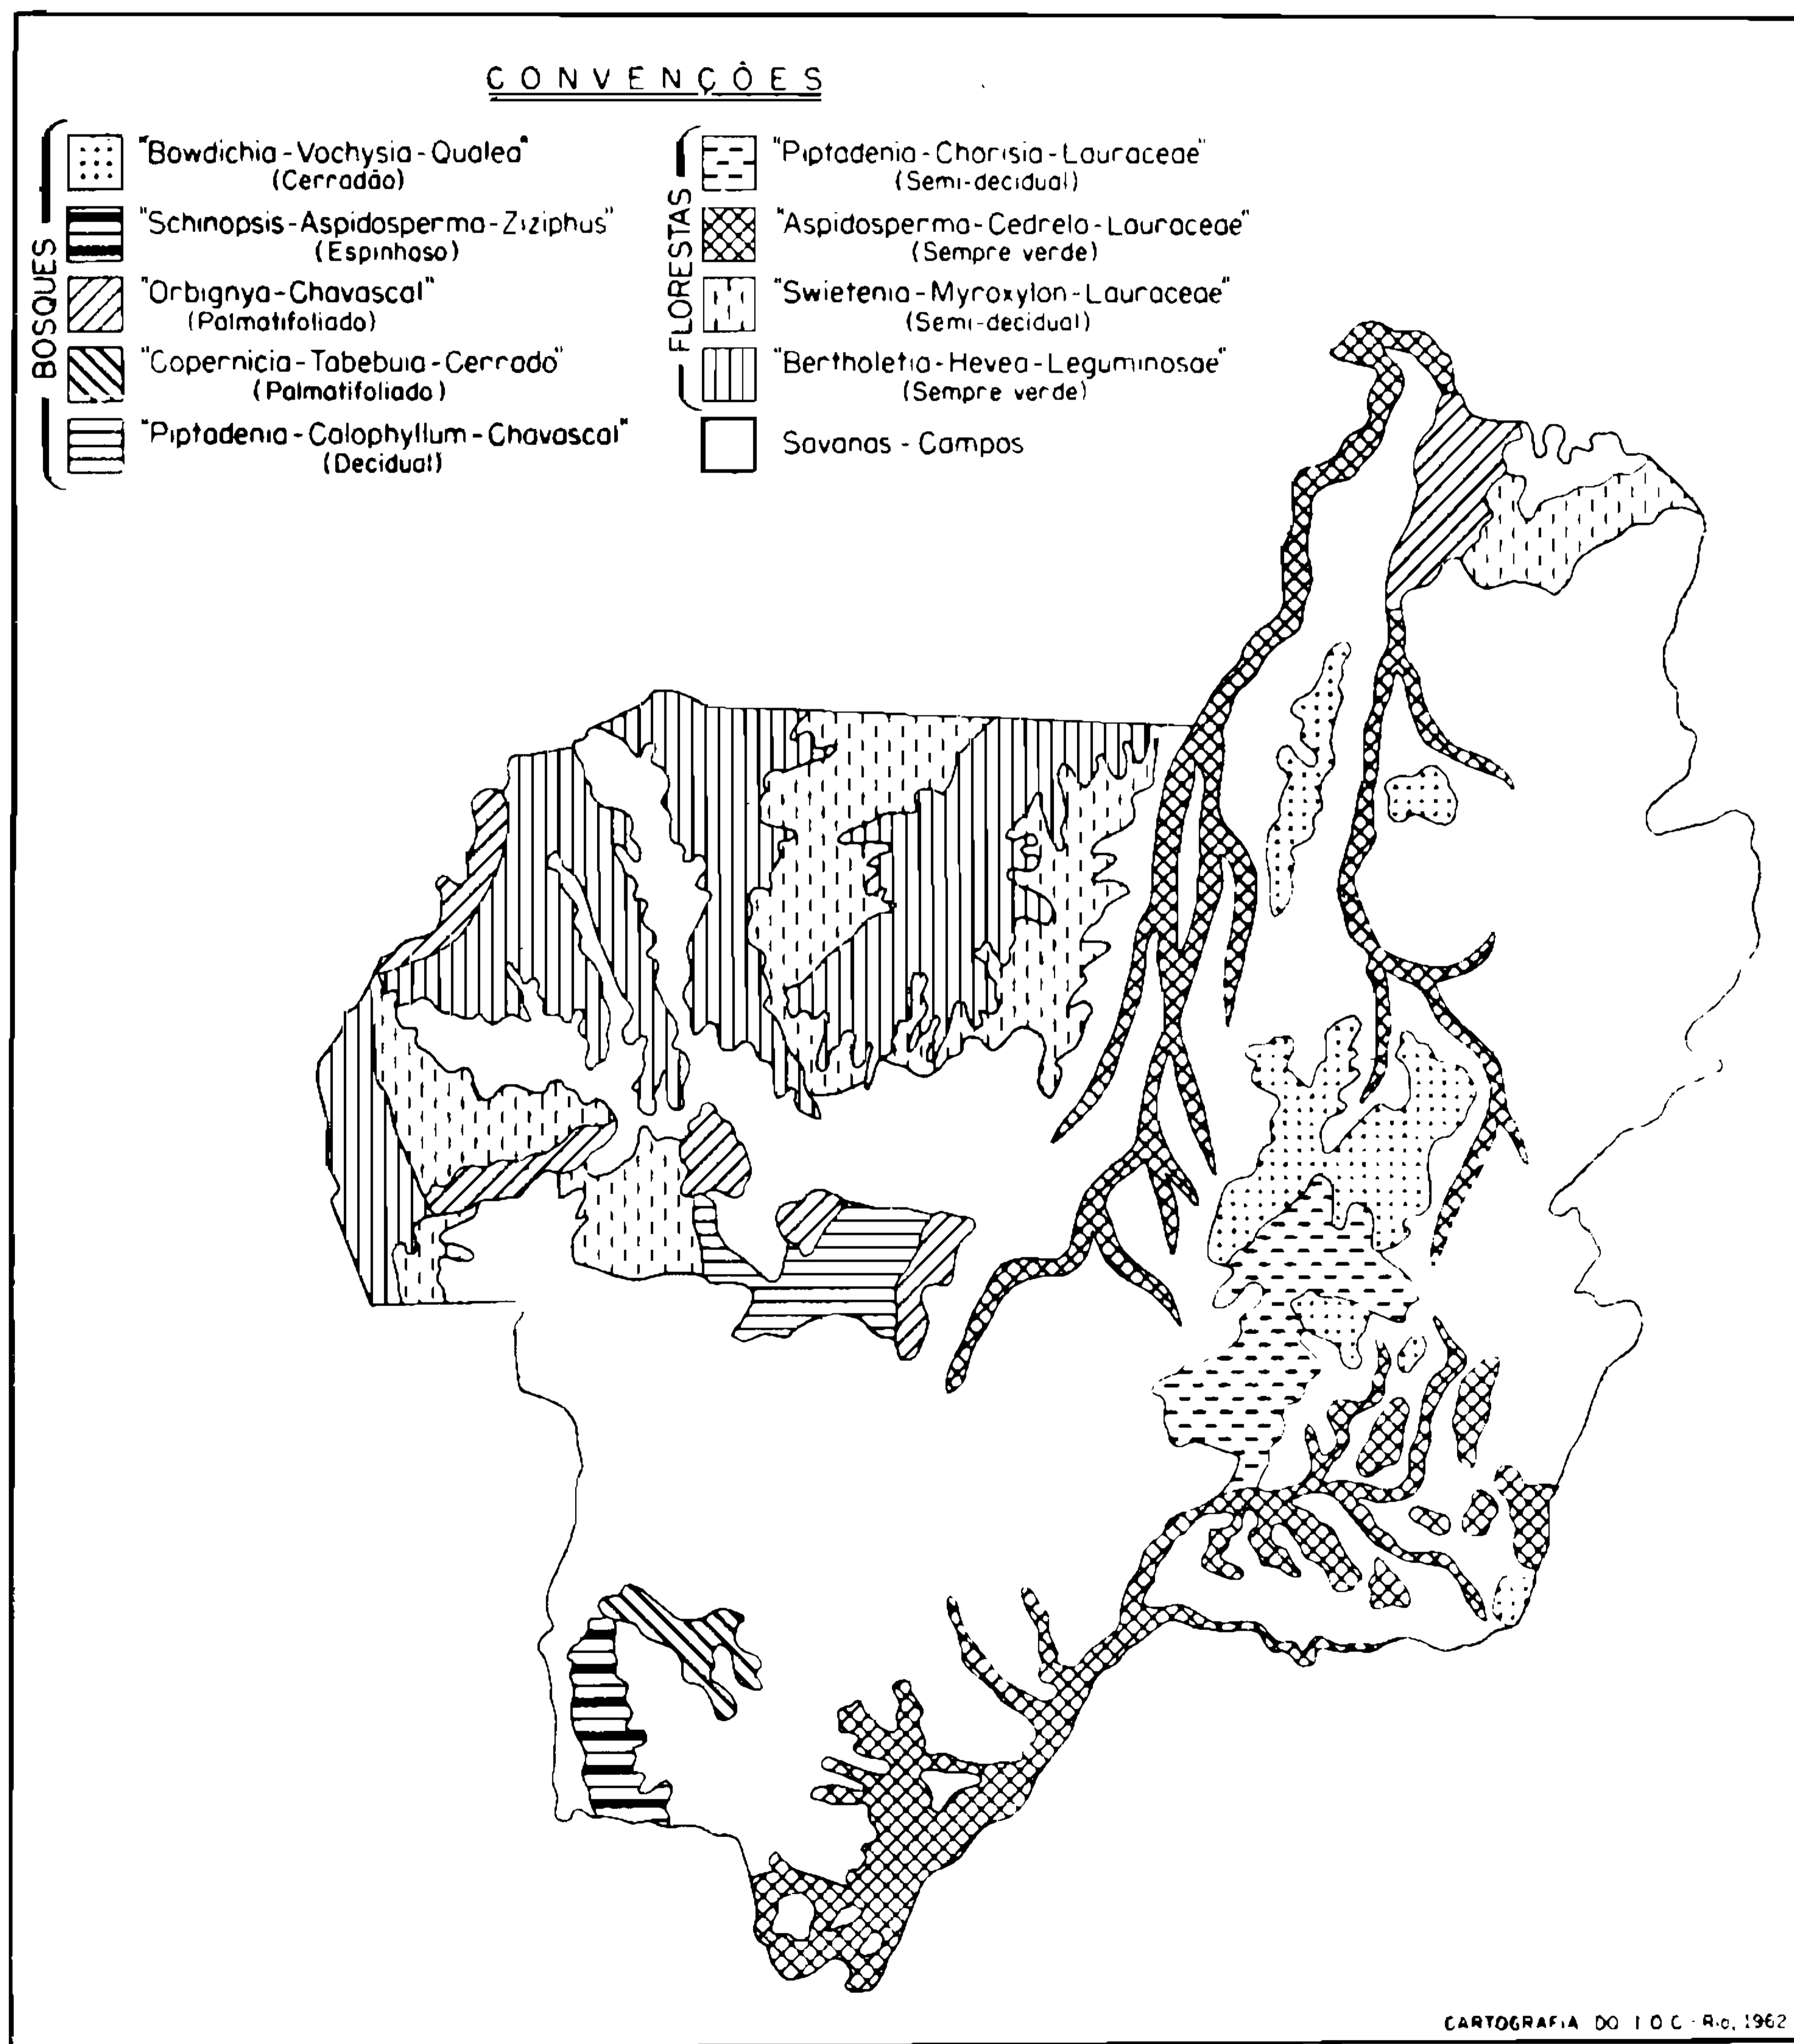 CONVENÇÕES
BOSQUES
"Bowdichia-Vochysia-Qualea"
(Cerradão)
"Schinopsis-Aspidosperma-Ziziphus"
(Espinhoso)
"Orbignya-Chavascal"
(Palmatifoliado)
"Copernicia-Tabebuia-Cerrado"
(Palmatifoliado)
"Piptadenia-Calophyllum-Chavascal"
(Decidual)
FLORESTAS
"Piptadenia-Chorisia-Lauraceae"
(Semi-decidual)
"Aspidosperma-Cedrela-Lauraceae"
(Sempre verde)
"Swietenia-Myroxylon-Lauraceae"
(Semi-decidual)
"Bertholetia-Hevea-Leguminosae"
(Sempre verde)
Savanas - Campos
CARTOGRAFIA DO I O C - Rio, 1962